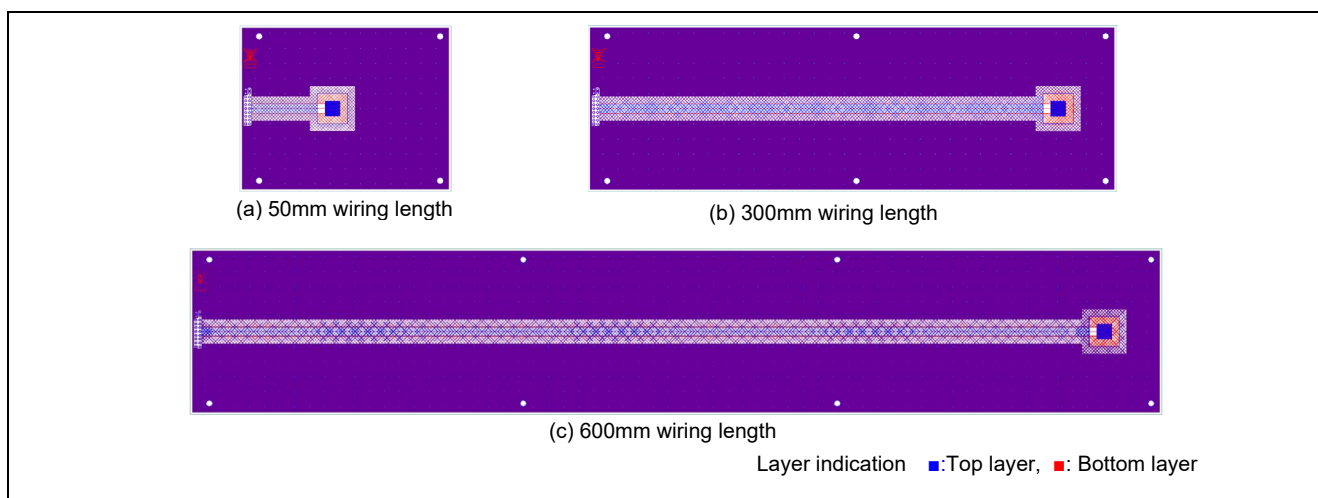 (a) 50mm wiring length
(b) 300mm wiring length
(c) 600mm wiring length
Layer indication ■:Top layer, ■: Bottom layer